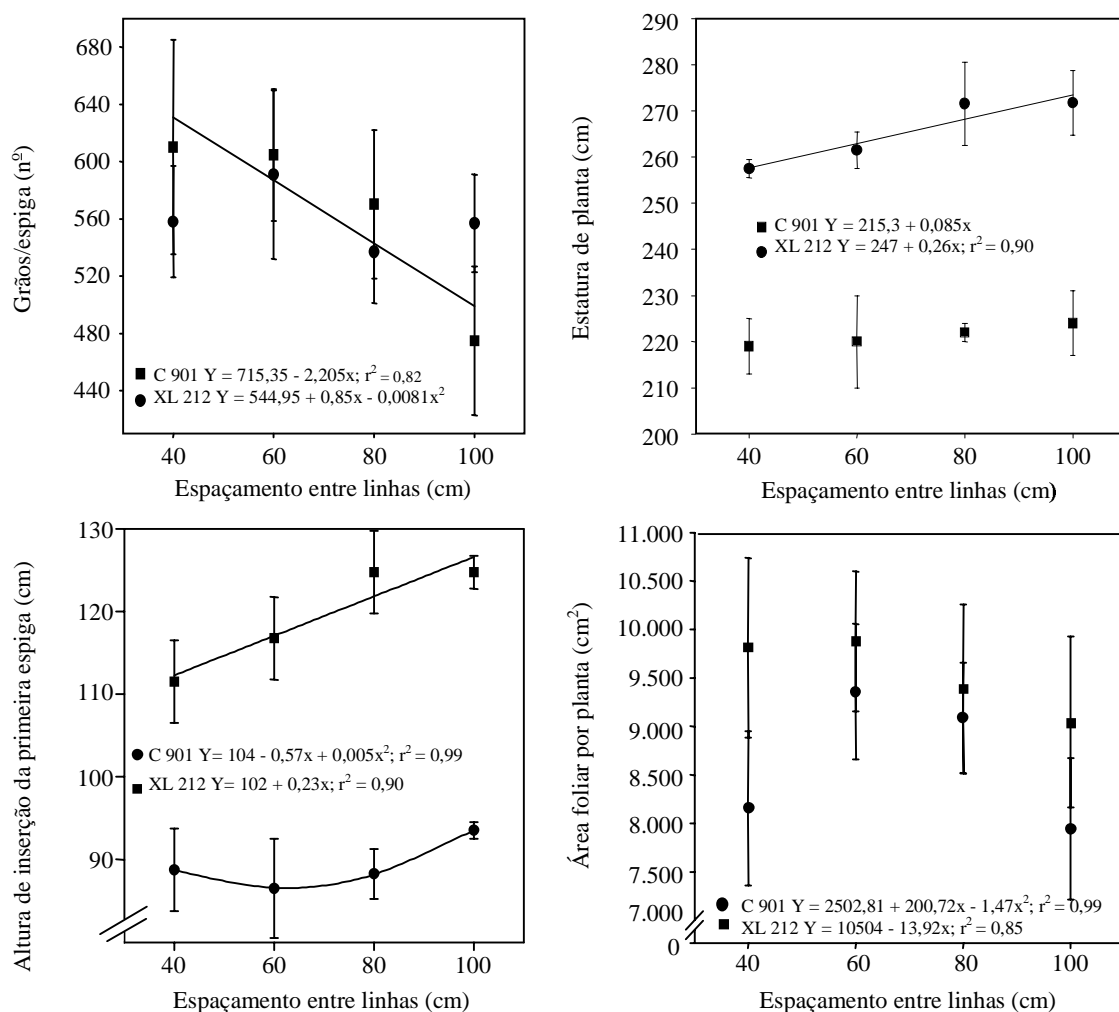 Grãos/espiga (nº)
680
640
600
560
520
480
440
C 901 Y = 715,35 - 2,205x; r² = 0,82
XL 212 Y = 544,95 + 0,85x - 0,0081x²
40 60 80 100
Espaçamento entre linhas (cm)
Estatura de planta (cm)
290
280
270
260
250
240
230
220
210
200
C 901 Y = 215,3 + 0,085x
XL 212 Y = 247 + 0,26x; r² = 0,90
40 60 80 100
Espaçamento entre linhas (cm)
Altura de inserção da primeira espiga (cm)
130
120
110
100
90
C 901 Y= 104 - 0,57x + 0,005x²; r² = 0,99
XL 212 Y= 102 + 0,23x; r² = 0,90
40 60 80 100
Espaçamento entre linhas (cm)
Área foliar por planta (cm²)
11.000
10.500
10.000
9.500
9.000
8.500
8.000
7.500
7.000
0
C 901 Y = 2502,81 + 200,72x - 1,47x²; r² = 0,99
XL 212 Y = 10504 - 13,92x; r² = 0,85
40 60 80 100
Espaçamento entre linhas (cm)